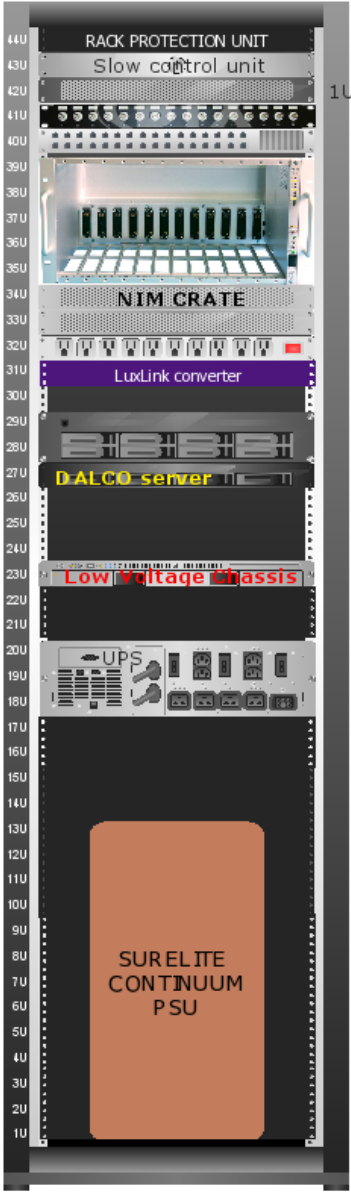 44U RACK PROTECTION UNIT
43U Slow control unit
42U 1U
41U
40U
39U
38U
37U
36U
35U
34U NIM CRATE
33U
32U
31U LuxLink converter
30U
29U
28U
27U DALCO server
26U
25U
24U
23U Low Voltage Chassis
22U
21U
20U UPS
19U
18U
17U
16U
15U
14U
13U
12U
11U
10U
9U
8U SURELITE
7U CONTINUUM
6U PSU
5U
4U
3U
2U
1U